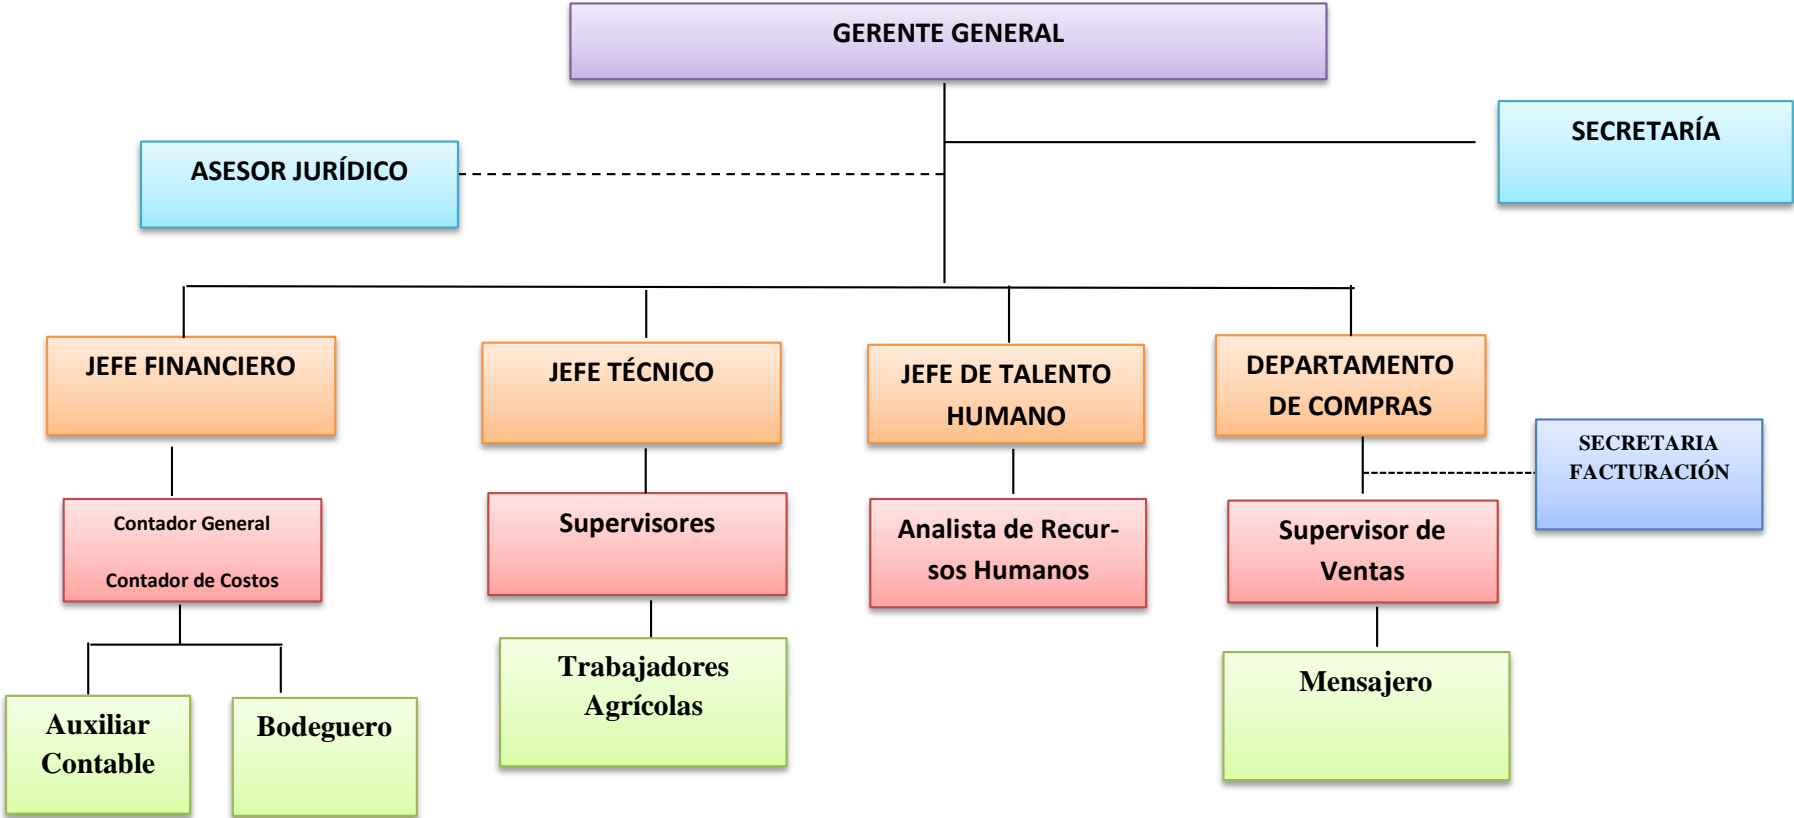 GERENTE GENERAL
SECRETARÍA
ASESOR JURÍDICO
JEFE FINANCIERO
JEFE TÉCNICO
JEFE DE TALENTO
HUMANO
DEPARTAMENTO
DE COMPRAS
SECRETARIA
FACTURACIÓN
Contador General
Contador de Costos
Supervisores
Analista de Recur-
sos Humanos
Supervisor de
Ventas
Auxiliar
Contable
Bodeguero
Trabajadores
Agrícolas
Mensajero